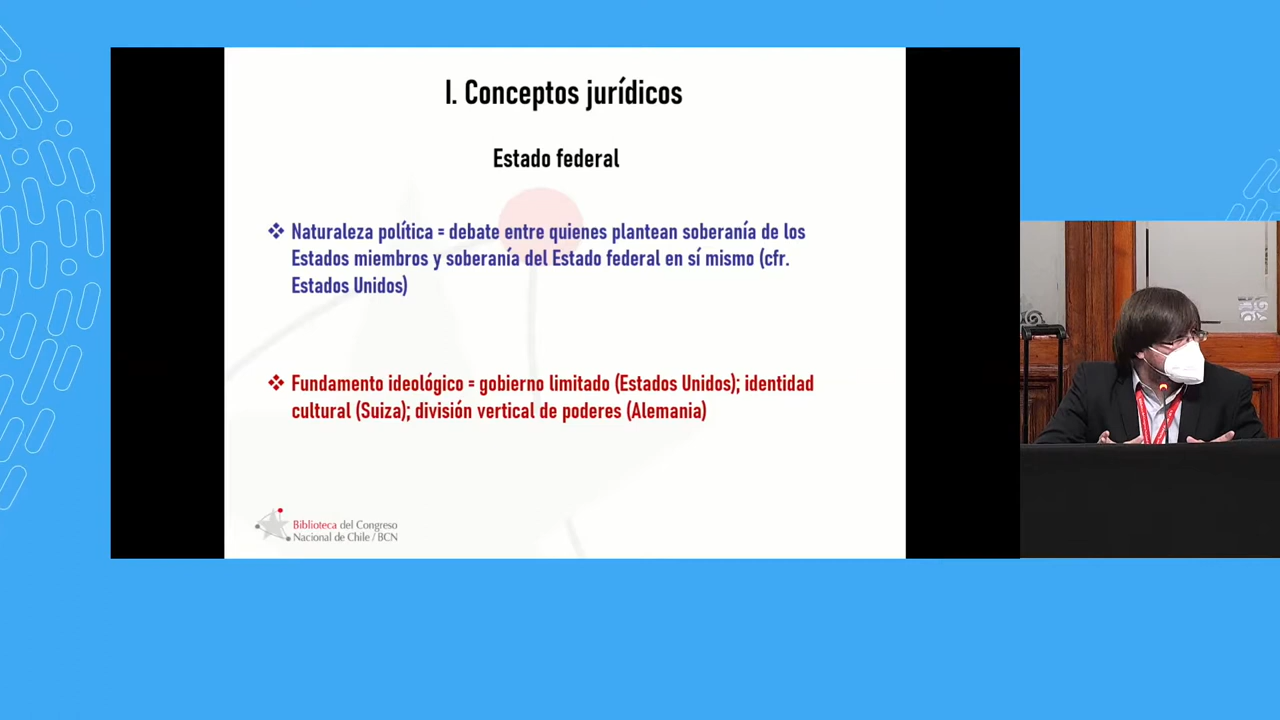 I. Conceptos jurídicos
Estado federal
❖ Naturaleza política = debate entre quienes plantean soberanía de los
Estados miembros y soberanía del Estado federal en sí mismo (cfr.
Estados Unidos)
❖ Fundamento ideológico = gobierno limitado (Estados Unidos); identidad
cultural (Suiza); división vertical de poderes (Alemania)
Biblioteca del Congreso
Nacional de Chile / BCN